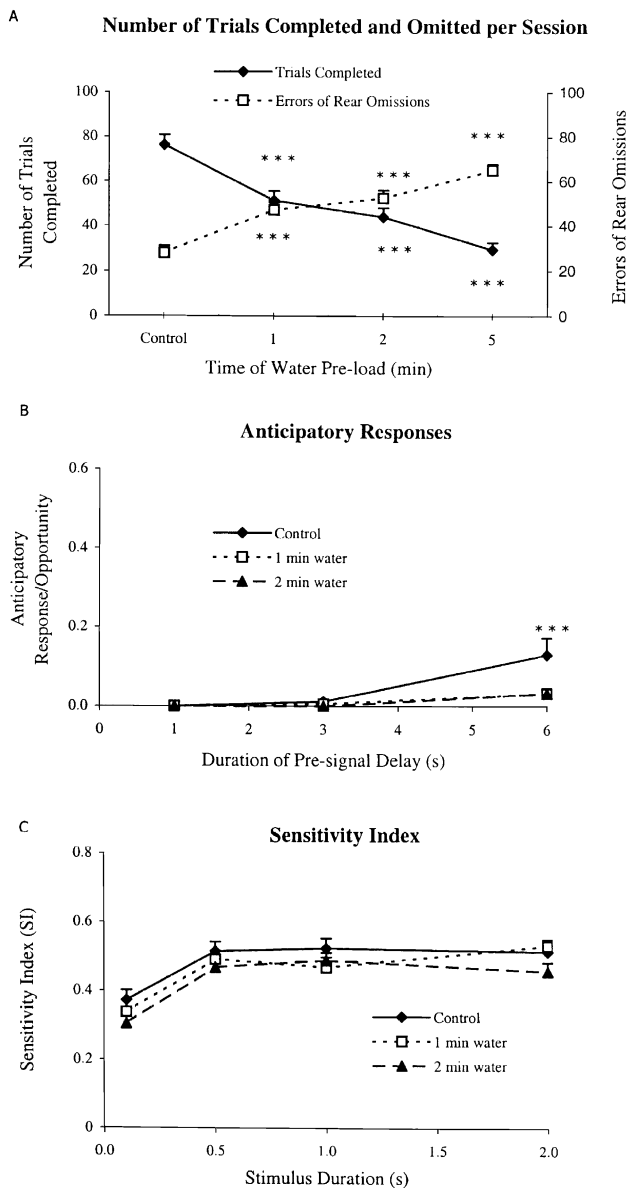 A
Number of Trials Completed and Omitted per Session
Trials Completed
Errors of Rear Omissions
100
80
60
40
20
0
100
80
60
40
20
0
* * *
* * *
* * *
* * *
* * *
* * *
Number of Trials
Completed
Errors of Rear Omissions
Control
1
2
5
Time of Water Pre-load (min)
B
Anticipatory Responses
0.6
0.4
0.2
0.0
Anticipatory
Response/Opportunity
Control
1 min water
2 min water
* * *
0
1
2
3
4
5
6
Duration of Pre-signal Delay (s)
C
Sensitivity Index
0.8
0.6
0.4
0.2
0
Sensitivity Index (SI)
Control
1 min water
2 min water
0.0
0.5
1.0
1.5
2.0
Stimulus Duration (s)